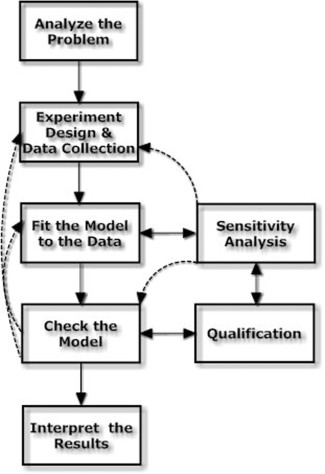 Analyze the
Problem
Experiment
Design &
Data Collection
Fit the Model
to the Data
Sensitivity
Analysis
Check the
Model
Qualification
Interpret the
Results